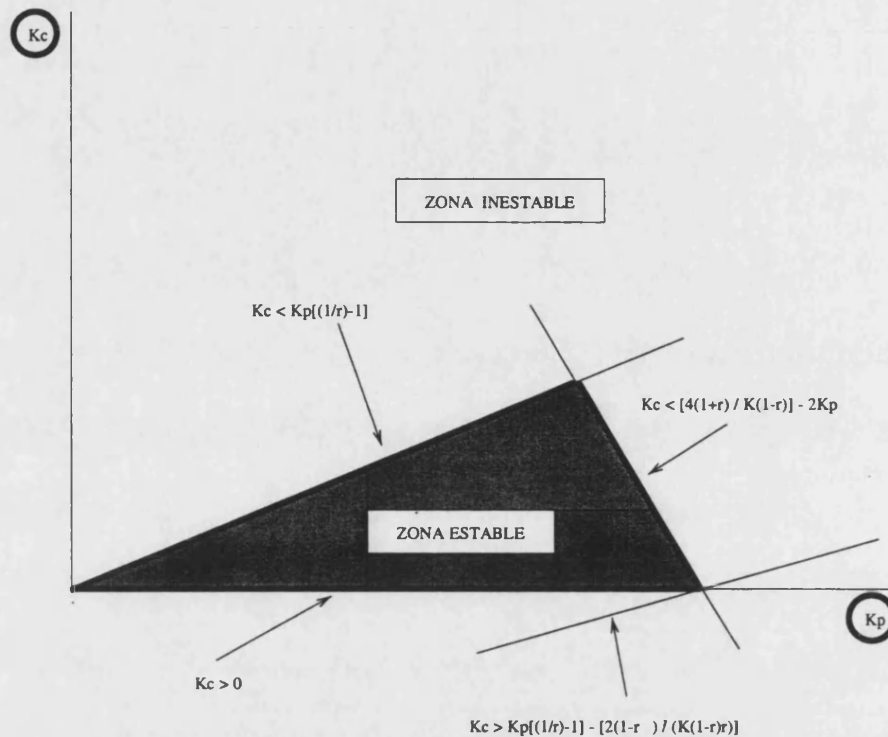 Kc
ZONA INESTABLE
Kc < Kp[(1/r)-1]
Kc < [4(1+r) / K(1-r)] - 2Kp
ZONA ESTABLE
Kp
Kc > 0
Kc > Kp[(1/r)-1] - [2(1-r ) / (K(1-r)r)]